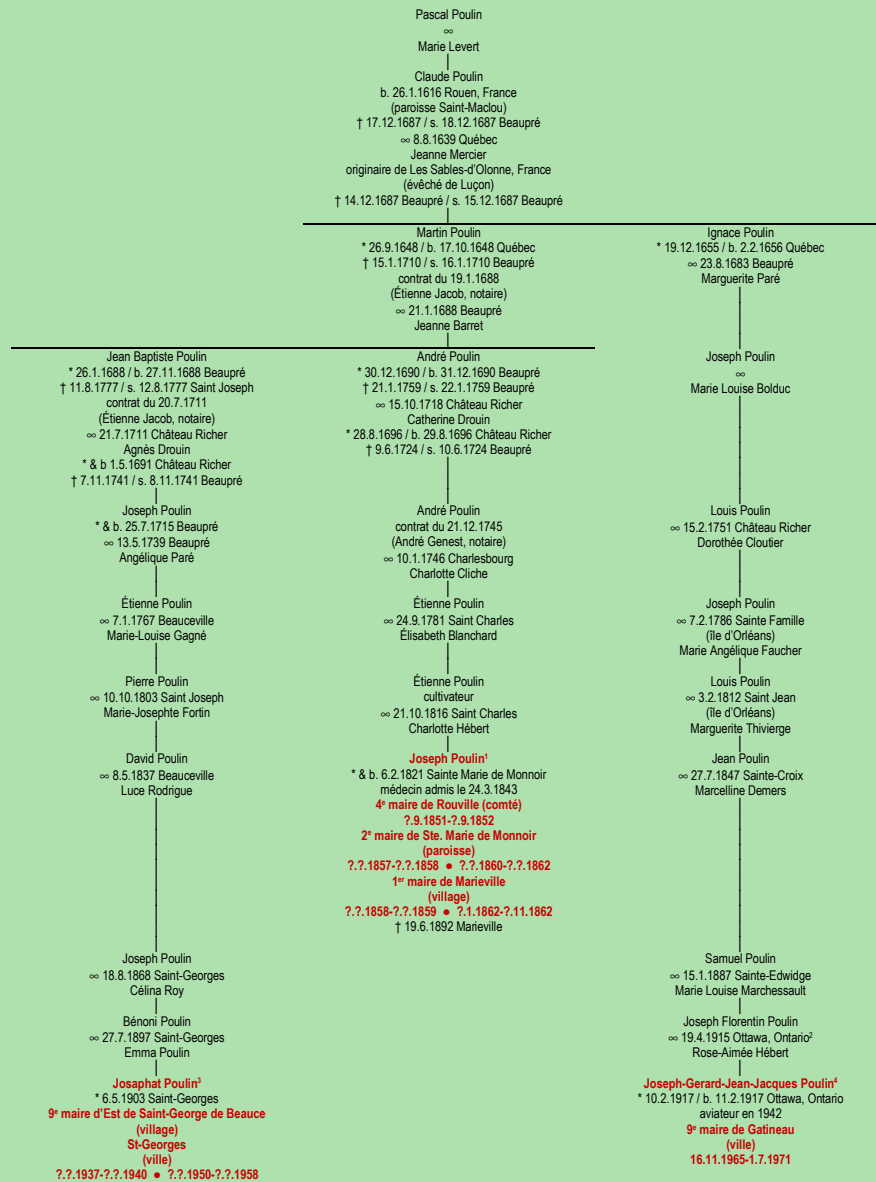 Pascal Poulin
∞
Marie Levert
Claude Poulin
b. 26.1.1616 Rouen, France
(paroisse Saint-Maclou)
† 17.12.1687 / s. 18.12.1687 Beaupré
∞ 8.8.1639 Québec
Jeanne Mercier
originaire de Les Sables-d'Olonne, France
(évêché de Luçon)
† 14.12.1687 Beaupré / s. 15.12.1687 Beaupré
Martin Poulin
* 26.9.1648 / b. 17.10.1648 Québec
† 15.1.1710 / s. 16.1.1710 Beaupré
contrat du 19.1.1688
(Étienne Jacob, notaire)
∞ 21.1.1688 Beaupré
Jeanne Barret
Ignace Poulin
* 19.12.1655 / b. 2.2.1656 Québec
∞ 23.8.1683 Beaupré
Marguerite Paré
Jean Baptiste Poulin
* 26.1.1688 / b. 27.11.1688 Beaupré
† 11.8.1777 / s. 12.8.1777 Saint Joseph
contrat du 20.7.1711
(Étienne Jacob, notaire)
∞ 21.7.1711 Château Richer
Agnès Drouin
* & b 1.5.1691 Château Richer
† 7.11.1741 / s. 8.11.1741 Beaupré
Joseph Poulin
* & b. 25.7.1715 Beaupré
∞ 13.5.1739 Beaupré
Angélique Paré
Étienne Poulin
∞ 7.1.1767 Beauceville
Marie-Louise Gagné
Pierre Poulin
∞ 10.10.1803 Saint Joseph
Marie-Josephte Fortin
David Poulin
∞ 8.5.1837 Beauceville
Luce Rodrigue
Joseph Poulin
∞ 18.8.1868 Saint-Georges
Célina Roy
Bénoni Poulin
∞ 27.7.1897 Saint-Georges
Emma Poulin
Josaphat Poulin³
* 6.5.1903 Saint-Georges
9e maire d'Est de Saint-George de Beauce
(village)
St-Georges
(ville)
?.?.1937-?.?.1940 ● ?.?.1950-?.?.1958
André Poulin
* 30.12.1690 / b. 31.12.1690 Beaupré
† 21.1.1759 / s. 22.1.1759 Beaupré
∞ 15.10.1718 Château Richer
Catherine Drouin
* 28.8.1696 / b. 29.8.1696 Château Richer
† 9.6.1724 / s. 10.6.1724 Beaupré
André Poulin
contrat du 21.12.1745
(André Genest, notaire)
∞ 10.1.1746 Charlesbourg
Charlotte Cliche
Étienne Poulin
∞ 24.9.1781 Saint Charles
Élisabeth Blanchard
Étienne Poulin
cultivateur
∞ 21.10.1816 Saint Charles
Charlotte Hébert
Joseph Poulin¹
* & b. 6.2.1821 Sainte Marie de Monnoir
médecin admis le 24.3.1843
4e maire de Rouville (comté)
?.9.1851-?.9.1852
2e maire de Ste. Marie de Monnoir
(paroisse)
?.?.1857-?.?.1858 ● ?.?.1860-?.?.1862
1er maire de Marieville
(village)
?.?.1858-?.?.1859 ● ?.1.1862-?.11.1862
† 19.6.1892 Marieville
Joseph Poulin
∞
Marie Louise Bolduc
Louis Poulin
∞ 15.2.1751 Château Richer
Dorothée Cloutier
Joseph Poulin
∞ 7.2.1786 Sainte Famille
(île d'Orléans)
Marie Angélique Faucher
Louis Poulin
∞ 3.2.1812 Saint Jean
(île d'Orléans)
Marguerite Thivierge
Jean Poulin
∞ 27.7.1847 Sainte-Croix
Marcelline Demers
Samuel Poulin
∞ 15.1.1887 Sainte-Edwidge
Marie Louise Marchessault
Joseph Florentin Poulin
∞ 19.4.1915 Ottawa, Ontario²
Rose-Aimée Hébert
Joseph-Gerard-Jean-Jacques Poulin⁴
* 10.2.1917 / b. 11.2.1917 Ottawa, Ontario
aviateur en 1942
9e maire de Gatineau
(ville)
16.11.1965-1.7.1971